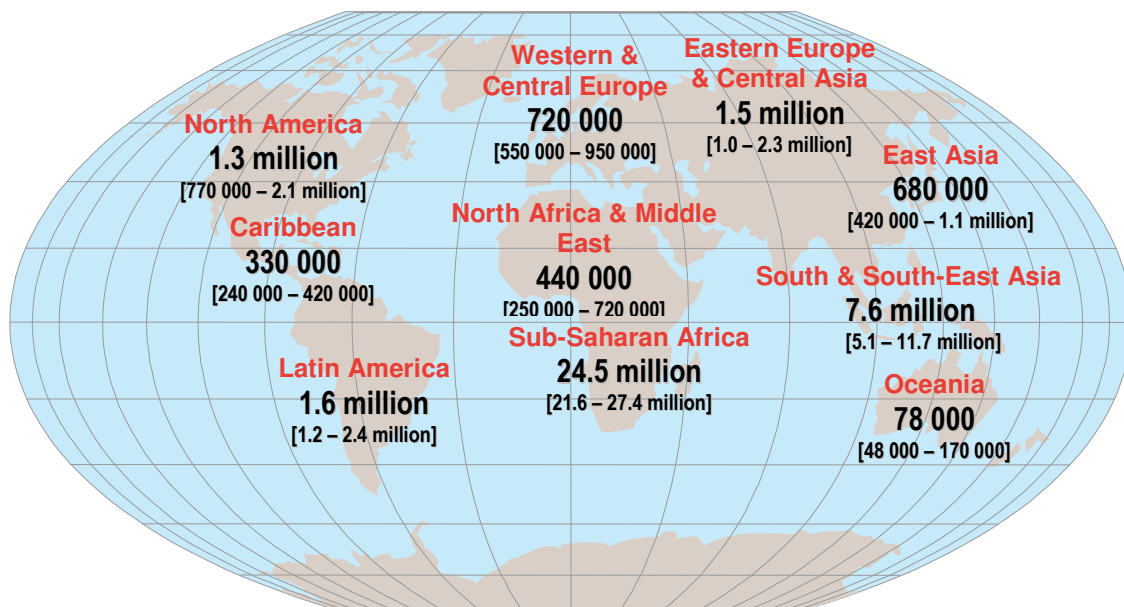 Western &
Central Europe
720 000
[550 000 – 950 000]
Eastern Europe
& Central Asia
1.5 million
[1.0 – 2.3 million]
North America
1.3 million
[770 000 – 2.1 million]
East Asia
680 000
[420 000 – 1.1 million]
Caribbean
330 000
[240 000 – 420 000]
North Africa & Middle
East
440 000
[250 000 – 720 000]
South & South-East Asia
7.6 million
[5.1 – 11.7 million]
Sub-Saharan Africa
24.5 million
[21.6 – 27.4 million]
Latin America
1.6 million
[1.2 – 2.4 million]
Oceania
78 000
[48 000 – 170 000]